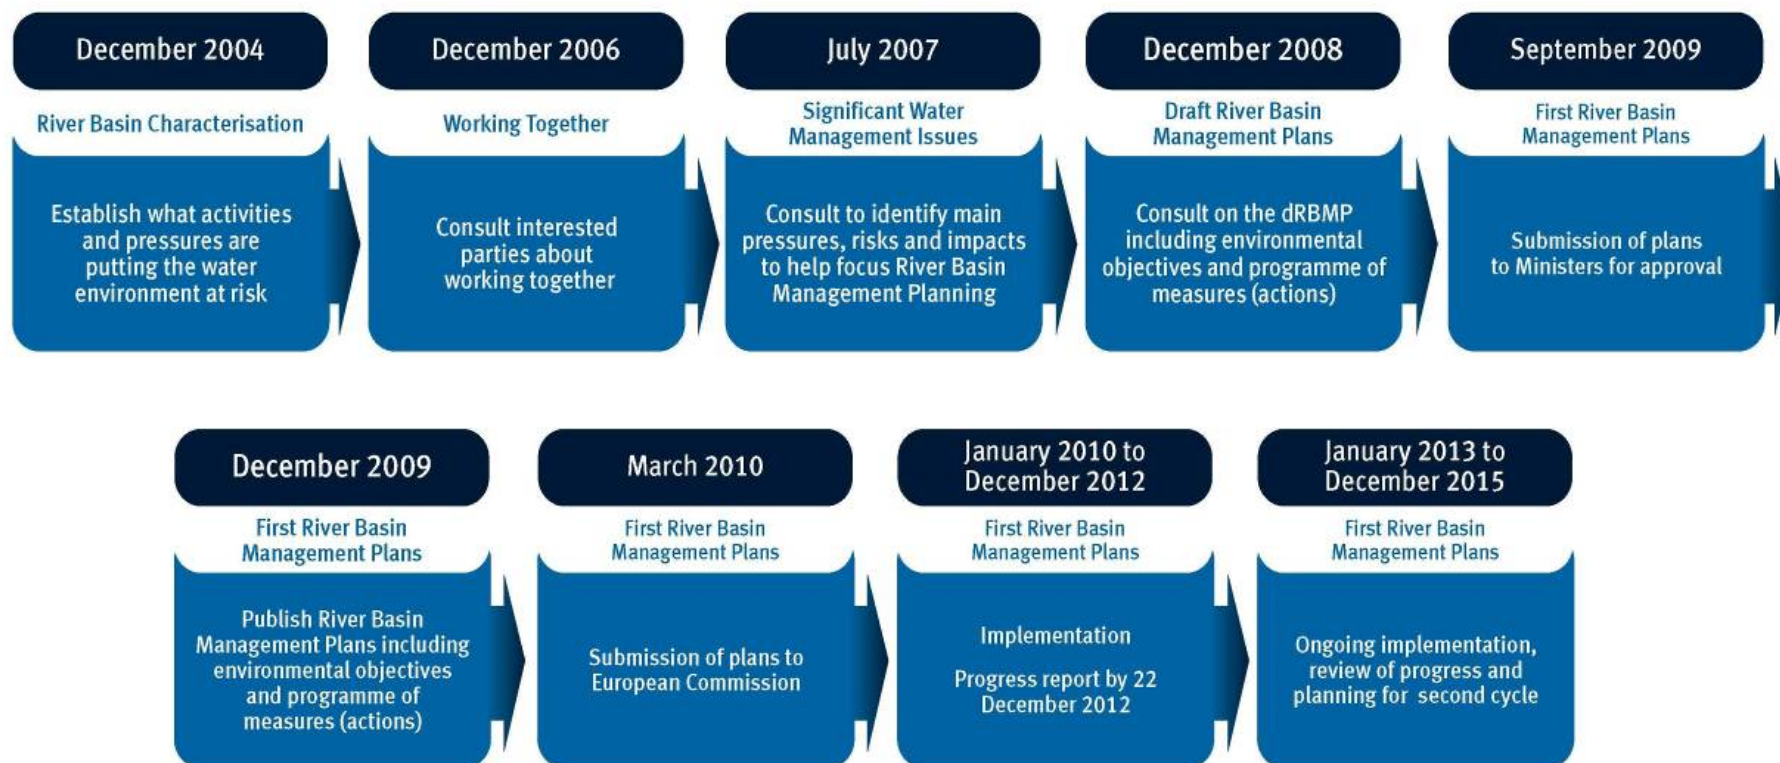 December 2004
River Basin Characterisation
Establish what activities
and pressures are
putting the water
environment at risk
December 2006
Working Together
Consult interested
parties about
working together
July 2007
Significant Water
Management Issues
Consult to identify main
pressures, risks and impacts
to help focus River Basin
Management Planning
December 2008
Draft River Basin
Management Plans
Consult on the dRBMP
including environmental
objectives and programme of
measures (actions)
September 2009
First River Basin
Management Plans
Submission of plans
to Ministers for approval
December 2009
First River Basin
Management Plans
Publish River Basin
Management Plans including
environmental objectives
and programme of
measures (actions)
March 2010
First River Basin
Management Plans
Submission of plans to
European Commission
January 2010 to
December 2012
First River Basin
Management Plans
Implementation
Progress report by 22
December 2012
January 2013 to
December 2015
First River Basin
Management Plans
Ongoing implementation,
review of progress and
planning for second cycle